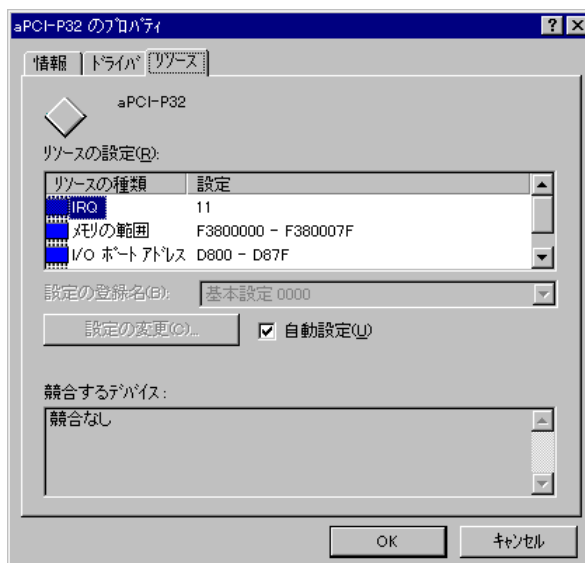 aPCI-P32 のﾌﾟﾛﾊﾟﾃｨ
情報 ﾄﾞﾗｲﾊﾞ ﾘｿｰｽ
aPCI-P32
ﾘｿｰｽの設定(R):
ﾘｿｰｽの種類 設定
IRQ 11
ﾒﾓﾘの範囲 F3800000 - F380007F
I/O ﾎﾟｰﾄ ｱﾄﾞﾚｽ D800 - D87F
設定の登録名(B): 基本設定 0000
設定の変更(C)... 自動設定(U)
競合するﾃﾞﾊﾞｲｽ:
競合なし
OK ｷｬﾝｾﾙ